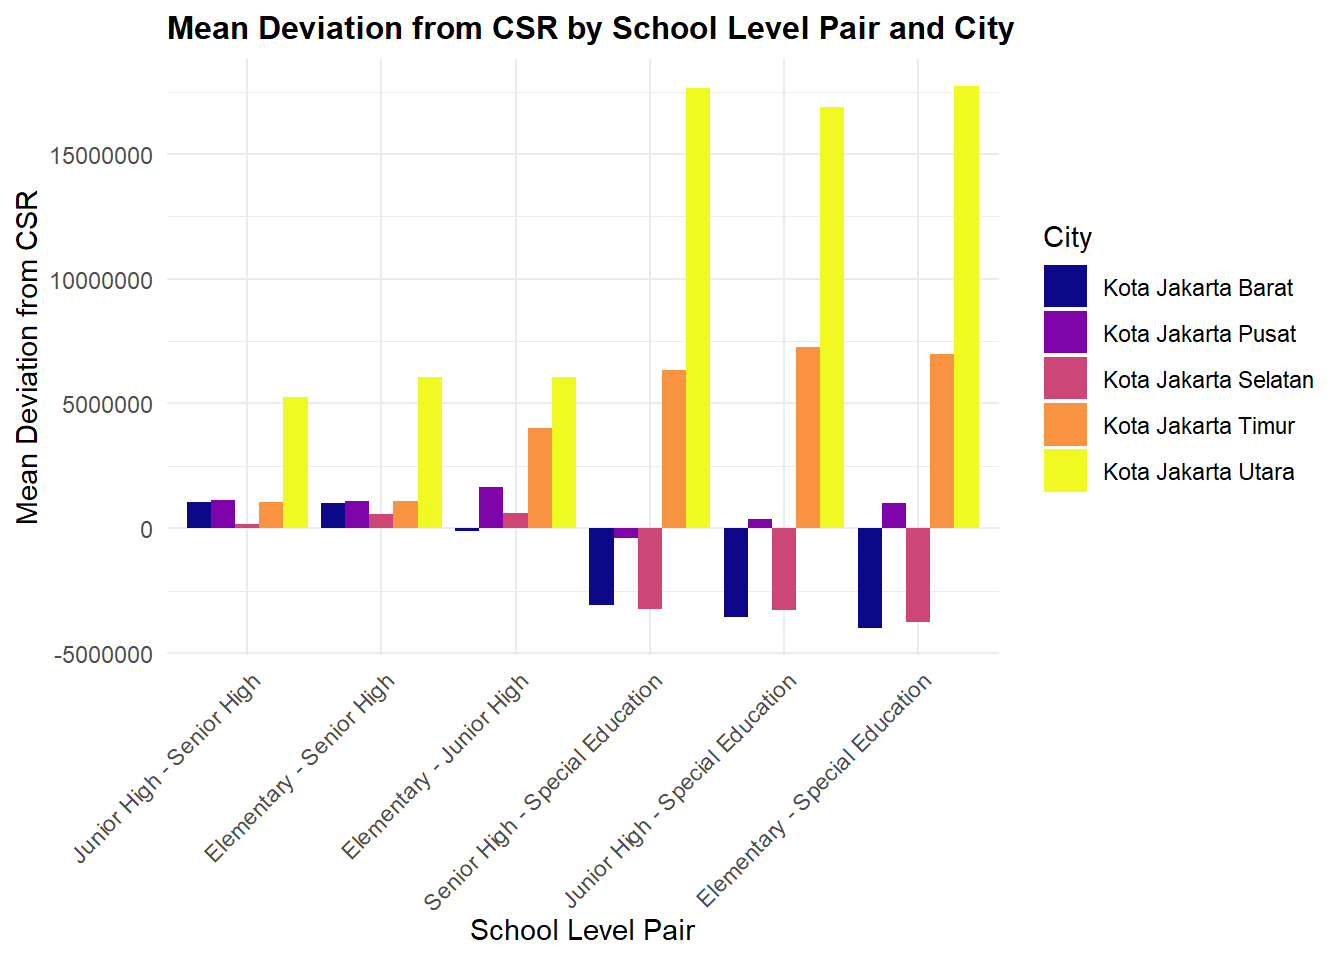 Mean Deviation from CSR by School Level Pair and City
Mean Deviation from CSR
15000000
10000000
5000000
0
-5000000
Junior High - Senior High
Elementary - Senior High
Elementary - Junior High
Senior High - Special Education
Junior High - Special Education
Elementary - Special Education
School Level Pair
City
Kota Jakarta Barat
Kota Jakarta Pusat
Kota Jakarta Selatan
Kota Jakarta Timur
Kota Jakarta Utara